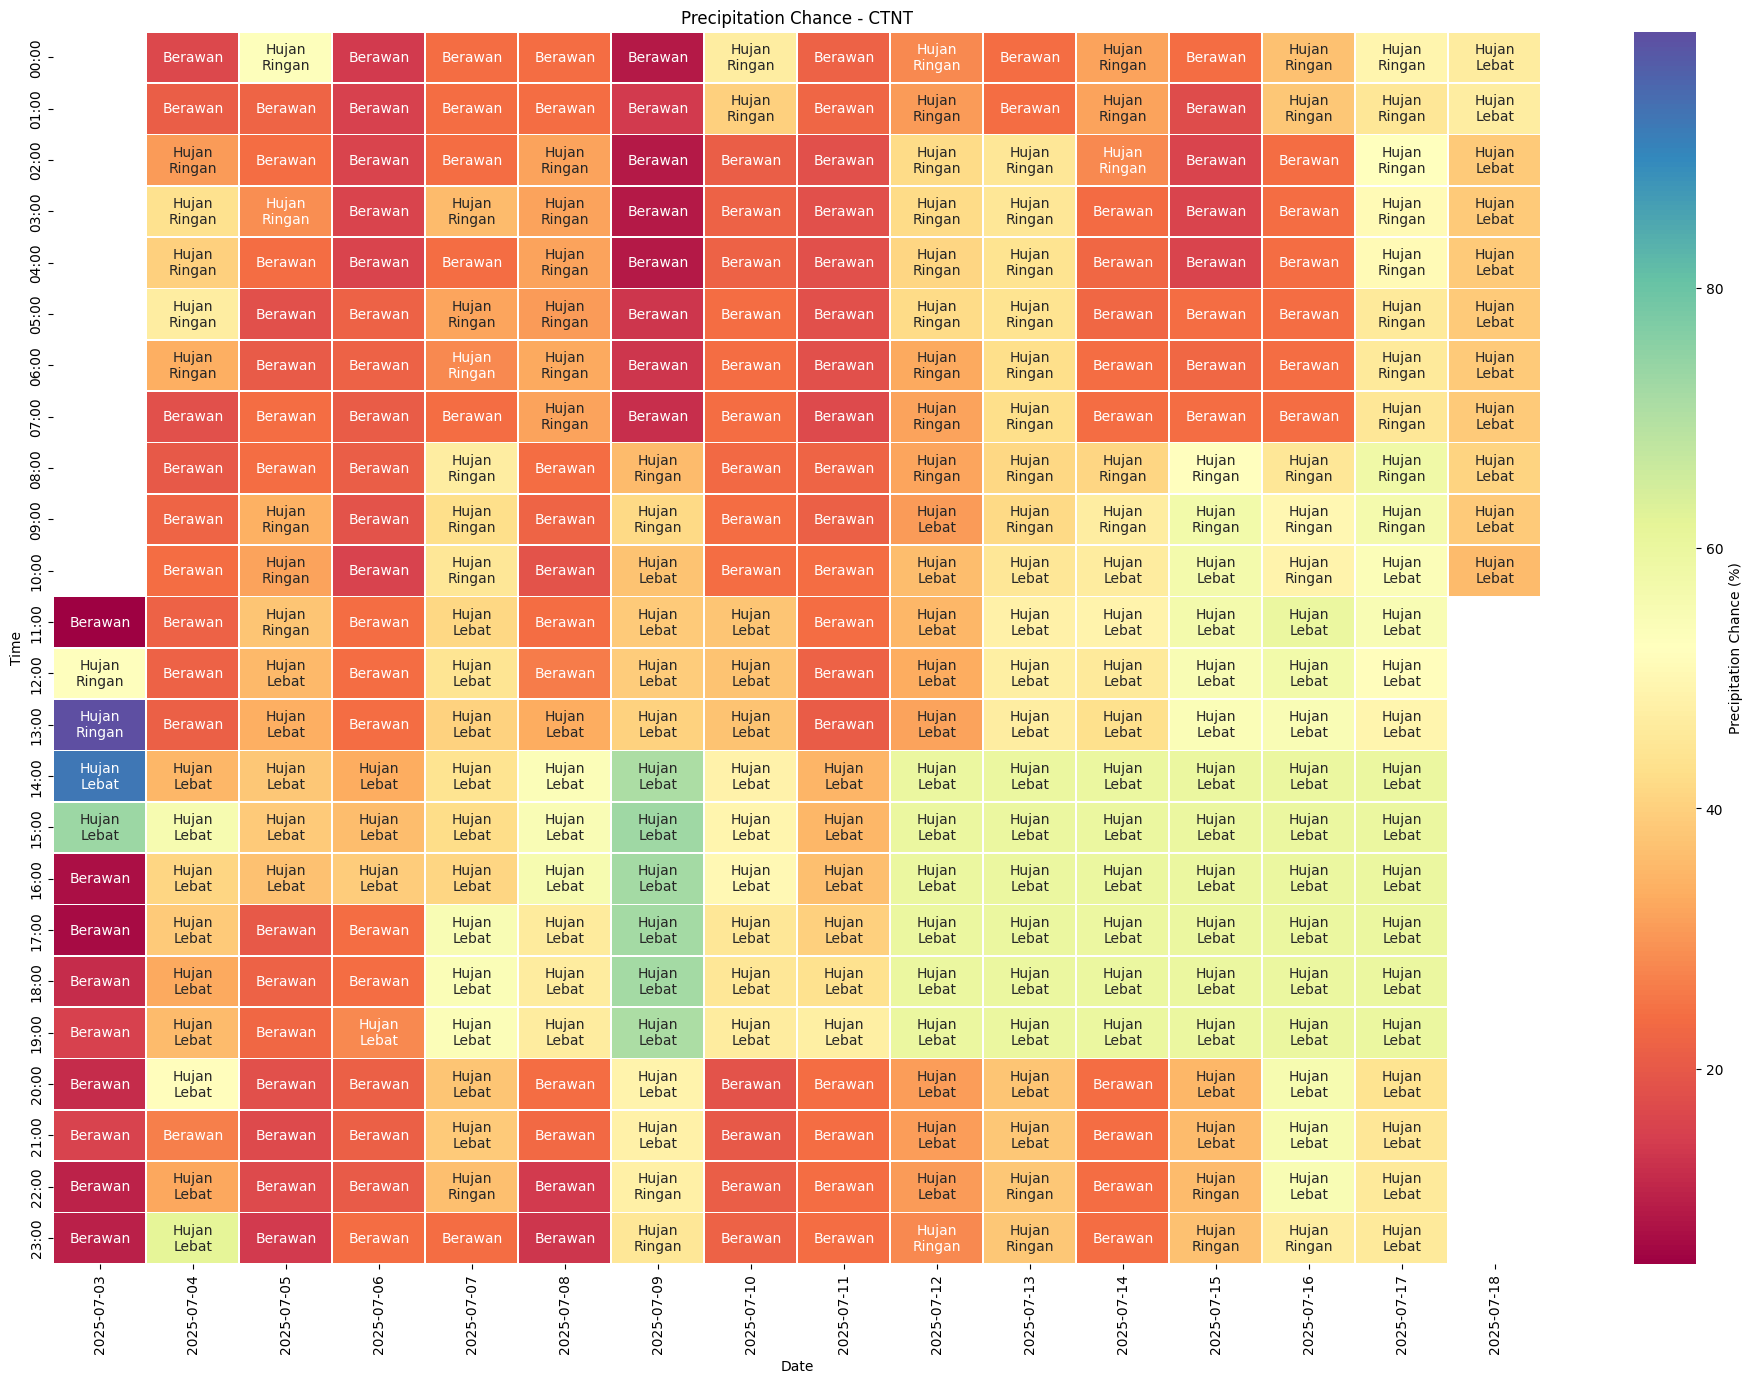 Precipitation Chance - CTNT
00:00 Berawan Hujan Ringan Berawan Berawan Berawan Berawan Hujan Ringan Berawan Hujan Ringan Berawan Hujan Ringan Berawan Hujan Ringan Hujan Ringan Hujan Lebat
01:00 Berawan Berawan Berawan Berawan Berawan Berawan Hujan Ringan Berawan Hujan Ringan Berawan Hujan Ringan Berawan Hujan Ringan Hujan Ringan Hujan Lebat
02:00 Hujan Ringan Berawan Berawan Berawan Hujan Ringan Berawan Berawan Berawan Hujan Ringan Hujan Ringan Hujan Ringan Berawan Berawan Hujan Ringan Hujan Lebat
03:00 Hujan Ringan Hujan Ringan Berawan Hujan Ringan Hujan Ringan Berawan Berawan Berawan Hujan Ringan Hujan Ringan Berawan Berawan Berawan Hujan Ringan Hujan Lebat
04:00 Hujan Ringan Berawan Berawan Berawan Hujan Ringan Berawan Berawan Berawan Hujan Ringan Hujan Ringan Berawan Berawan Berawan Hujan Ringan Hujan Lebat
05:00 Hujan Ringan Berawan Berawan Hujan Ringan Hujan Ringan Berawan Berawan Berawan Hujan Ringan Hujan Ringan Berawan Berawan Berawan Hujan Ringan Hujan Lebat
06:00 Hujan Ringan Berawan Berawan Hujan Ringan Hujan Ringan Berawan Berawan Berawan Hujan Ringan Hujan Ringan Berawan Berawan Berawan Hujan Ringan Hujan Lebat
07:00 Berawan Berawan Berawan Berawan Hujan Ringan Berawan Berawan Berawan Hujan Ringan Hujan Ringan Berawan Berawan Berawan Hujan Ringan Hujan Lebat
08:00 Berawan Berawan Berawan Hujan Ringan Berawan Hujan Ringan Berawan Berawan Hujan Ringan Hujan Ringan Hujan Ringan Hujan Ringan Hujan Ringan Hujan Ringan Hujan Lebat
09:00 Berawan Hujan Ringan Berawan Hujan Ringan Berawan Hujan Ringan Berawan Berawan Hujan Lebat Hujan Ringan Hujan Ringan Hujan Ringan Hujan Ringan Hujan Ringan Hujan Lebat
10:00 Berawan Hujan Ringan Berawan Hujan Ringan Berawan Hujan Lebat Berawan Berawan Hujan Lebat Hujan Lebat Hujan Lebat Hujan Lebat Hujan Ringan Hujan Lebat Hujan Lebat
11:00 Berawan Berawan Hujan Ringan Berawan Hujan Lebat Berawan Hujan Lebat Hujan Lebat Berawan Hujan Lebat Hujan Lebat Hujan Lebat Hujan Lebat Hujan Lebat Hujan Lebat
12:00 Hujan Ringan Berawan Hujan Lebat Berawan Hujan Lebat Berawan Hujan Lebat Hujan Lebat Berawan Hujan Lebat Hujan Lebat Hujan Lebat Hujan Lebat Hujan Lebat Hujan Lebat
13:00 Hujan Ringan Berawan Hujan Lebat Berawan Hujan Lebat Hujan Lebat Hujan Lebat Hujan Lebat Berawan Hujan Lebat Hujan Lebat Hujan Lebat Hujan Lebat Hujan Lebat Hujan Lebat
14:00 Hujan Lebat Hujan Lebat Hujan Lebat Hujan Lebat Hujan Lebat Hujan Lebat Hujan Lebat Hujan Lebat Hujan Lebat Hujan Lebat Hujan Lebat Hujan Lebat Hujan Lebat Hujan Lebat Hujan Lebat
15:00 Hujan Lebat Hujan Lebat Hujan Lebat Hujan Lebat Hujan Lebat Hujan Lebat Hujan Lebat Hujan Lebat Hujan Lebat Hujan Lebat Hujan Lebat Hujan Lebat Hujan Lebat Hujan Lebat Hujan Lebat
16:00 Berawan Hujan Lebat Hujan Lebat Hujan Lebat Hujan Lebat Hujan Lebat Hujan Lebat Hujan Lebat Hujan Lebat Hujan Lebat Hujan Lebat Hujan Lebat Hujan Lebat Hujan Lebat Hujan Lebat
17:00 Berawan Hujan Lebat Berawan Berawan Hujan Lebat Hujan Lebat Hujan Lebat Hujan Lebat Hujan Lebat Hujan Lebat Hujan Lebat Hujan Lebat Hujan Lebat Hujan Lebat Hujan Lebat
18:00 Berawan Hujan Lebat Berawan Berawan Hujan Lebat Hujan Lebat Hujan Lebat Hujan Lebat Hujan Lebat Hujan Lebat Hujan Lebat Hujan Lebat Hujan Lebat Hujan Lebat Hujan Lebat
19:00 Berawan Hujan Lebat Berawan Hujan Lebat Hujan Lebat Hujan Lebat Hujan Lebat Hujan Lebat Hujan Lebat Hujan Lebat Hujan Lebat Hujan Lebat Hujan Lebat Hujan Lebat Hujan Lebat
20:00 Berawan Hujan Lebat Berawan Berawan Hujan Lebat Berawan Hujan Lebat Berawan Berawan Hujan Lebat Hujan Lebat Berawan Hujan Lebat Hujan Lebat Hujan Lebat
21:00 Berawan Berawan Berawan Berawan Hujan Lebat Berawan Hujan Lebat Berawan Berawan Hujan Lebat Hujan Lebat Berawan Hujan Lebat Hujan Lebat Hujan Lebat
22:00 Berawan Hujan Lebat Berawan Berawan Hujan Ringan Berawan Hujan Ringan Berawan Berawan Hujan Lebat Hujan Ringan Berawan Hujan Ringan Hujan Lebat Hujan Lebat
23:00 Berawan Hujan Lebat Berawan Berawan Berawan Berawan Hujan Ringan Berawan Berawan Hujan Ringan Hujan Ringan Berawan Hujan Ringan Hujan Ringan Hujan Lebat
Time
2025-07-03 2025-07-04 2025-07-05 2025-07-06 2025-07-07 2025-07-08 2025-07-09 2025-07-10 2025-07-11 2025-07-12 2025-07-13 2025-07-14 2025-07-15 2025-07-16 2025-07-17 2025-07-18
Date
80
60
40
20
Precipitation Chance (%)